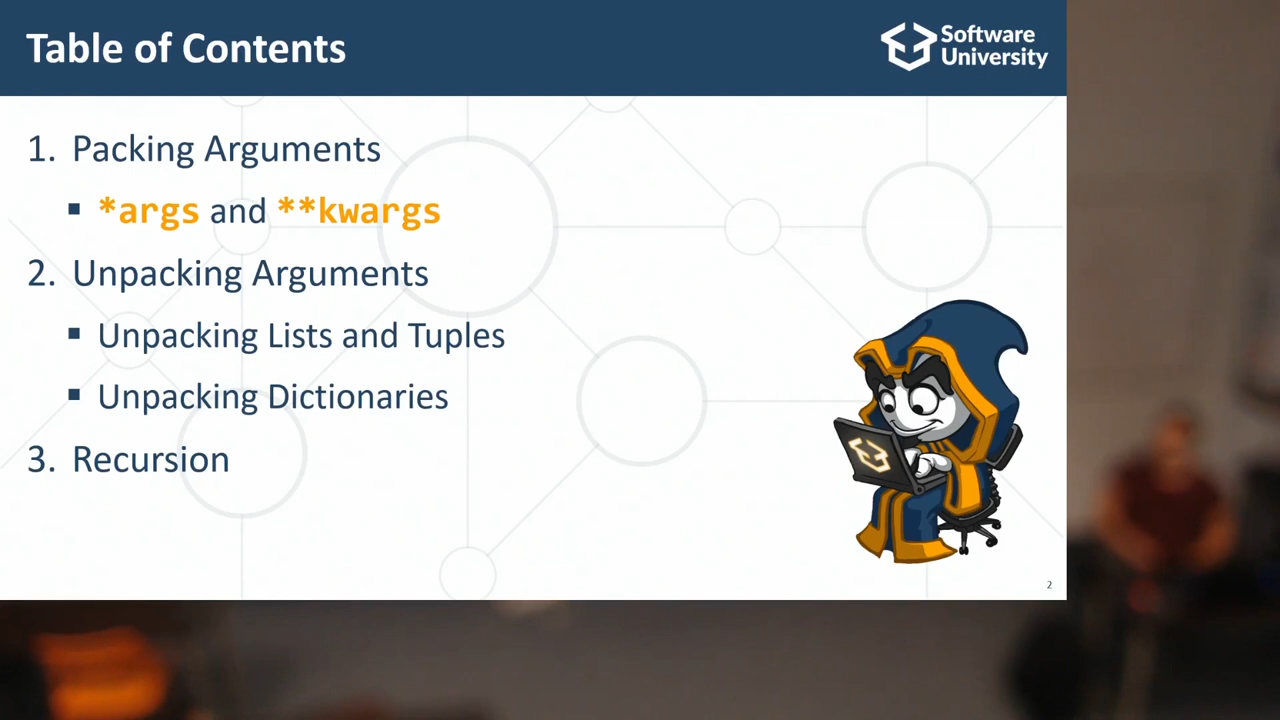 Table of Contents
Software
University
1. Packing Arguments
▪ *args and **kwargs
2. Unpacking Arguments
▪ Unpacking Lists and Tuples
▪ Unpacking Dictionaries
3. Recursion
2